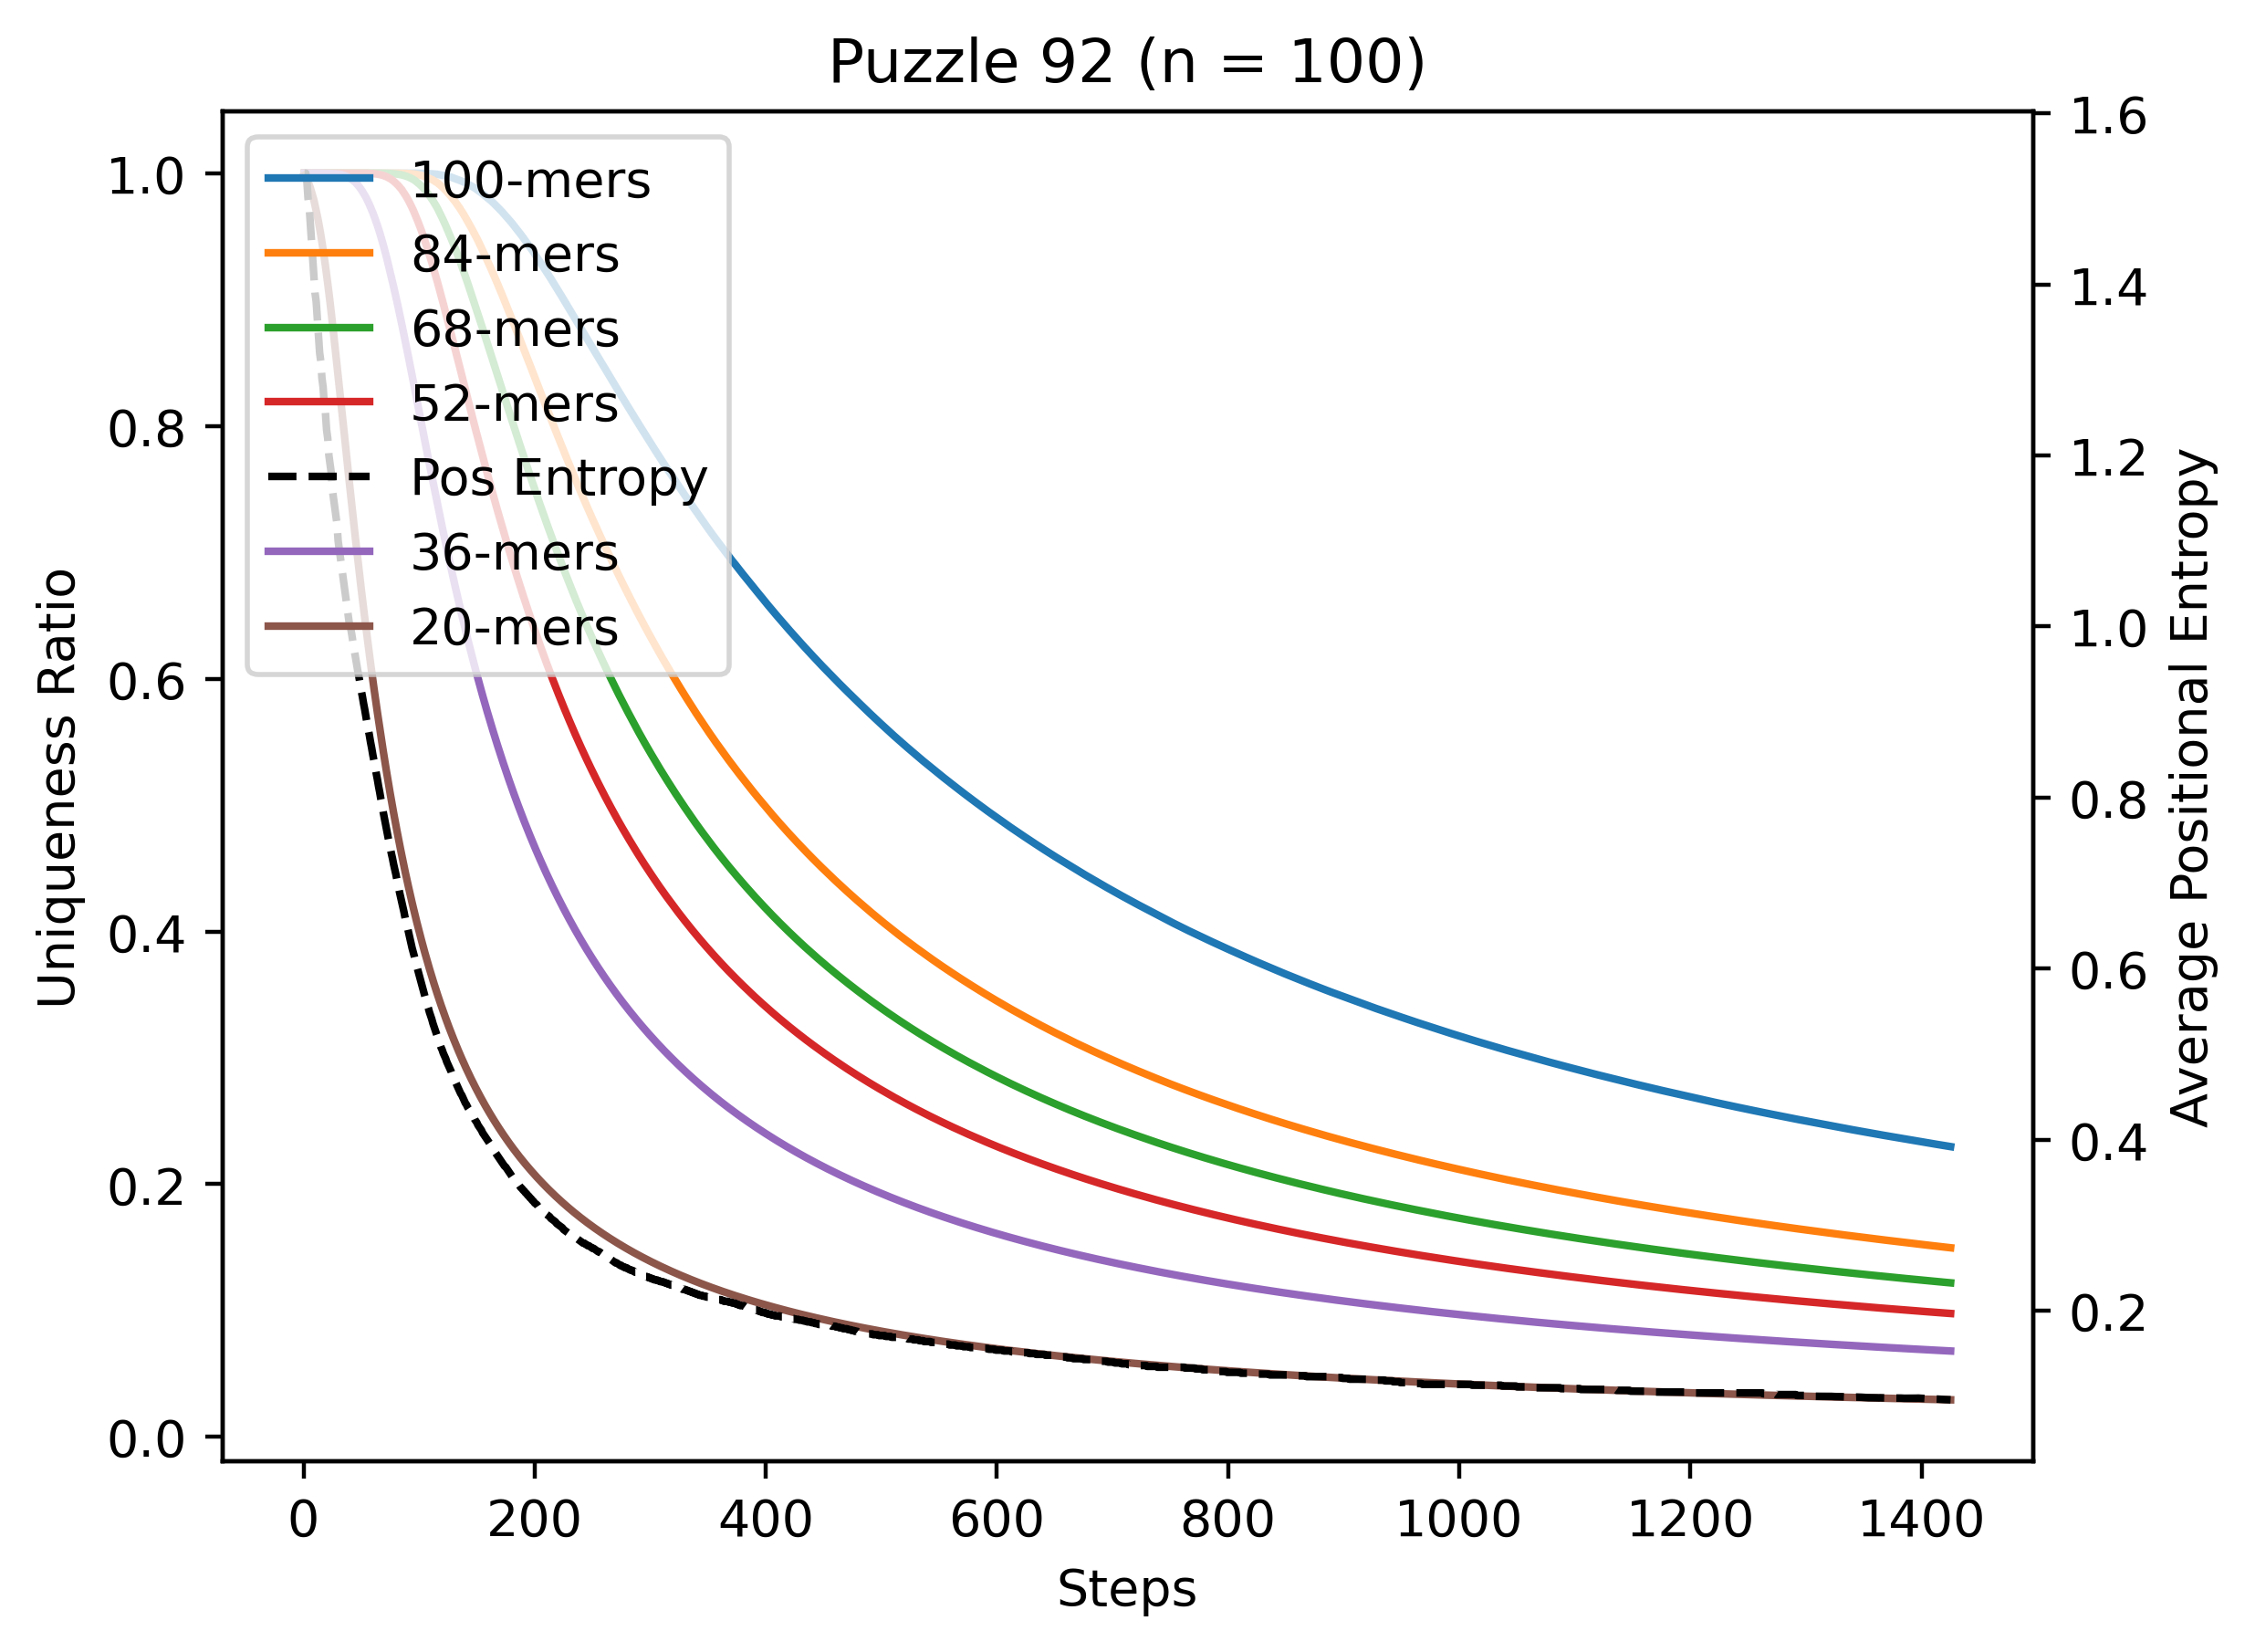 Puzzle 92 (n = 100)
Uniqueness Ratio
1.0
0.8
0.6
0.4
0.2
0.0
100-mers
84-mers
68-mers
52-mers
Pos Entropy
36-mers
20-mers
1.6
1.4
1.2
1.0
0.8
0.6
0.4
0.2
Average Positional Entropy
0 200 400 600 800 1000 1200 1400
Steps